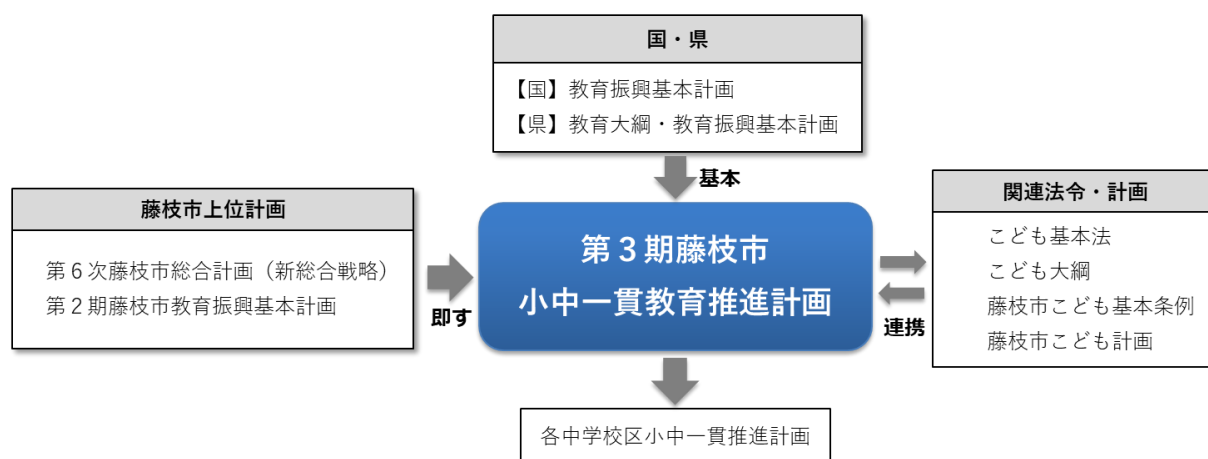 国・県
【国】教育振興基本計画
【県】教育大綱・教育振興基本計画
基本
藤枝市上位計画
第6次藤枝市総合計画（新総合戦略）
第2期藤枝市教育振興基本計画
即す
第3期藤枝市
小中一貫教育推進計画
関連法令・計画
こども基本法
こども大綱
藤枝市こども基本条例
藤枝市こども計画
連携
各中学校区小中一貫推進計画